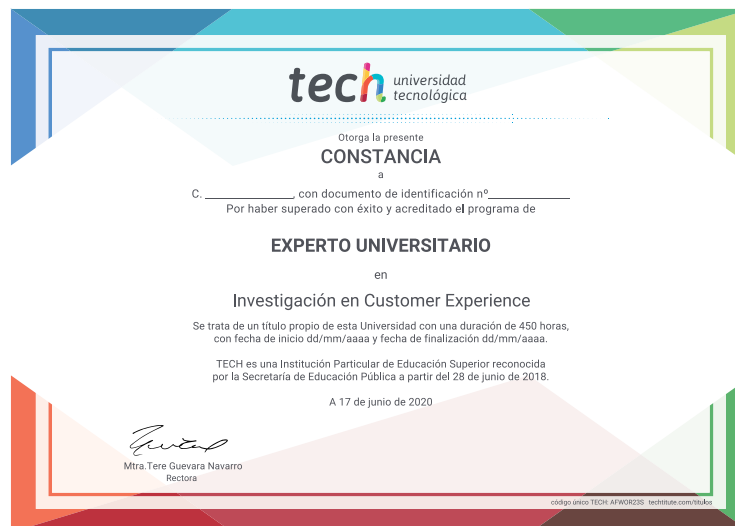 tech universidad
tecnológica
Otorga la presente
CONSTANCIA
a
C. ______________, con documento de identificación nº______________
Por haber superado con éxito y acreditado el programa de
EXPERTO UNIVERSITARIO
en
Investigación en Customer Experience
Se trata de un título propio de esta Universidad con una duración de 450 horas,
con fecha de inicio dd/mm/aaaa y fecha de finalización dd/mm/aaaa.
TECH es una Institución Particular de Educación Superior reconocida
por la Secretaría de Educación Pública a partir del 28 de junio de 2018.
A 17 de junio de 2020
Mtra.Tere Guevara Navarro
Rectora
código único TECH: AFWOR23S techtitute.com/titulos